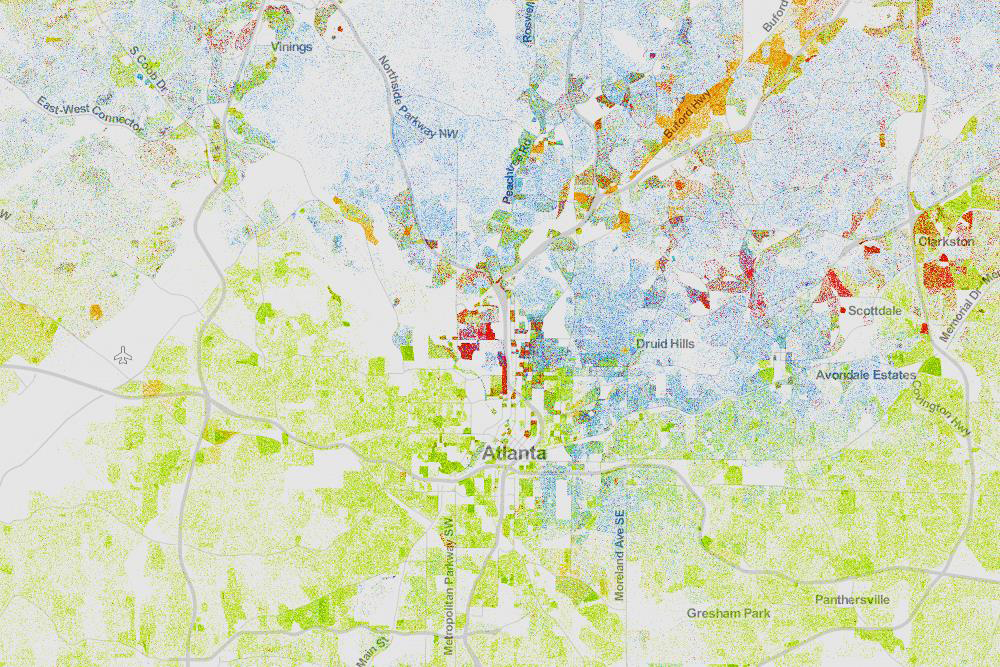 Roswell
Buford
Vinings
S Cobb Dr
Northside Parkway NW
East-West Connector
Buford Hwy
Peachtree Rd
W
Clarkston
Memorial Dr
Scottdale
Druid Hills
Avondale Estates
Covington Hwy
Atlanta
Metropolitan Parkway SW
Moreland Ave SE
Panthersville
Gresham Park
Main St